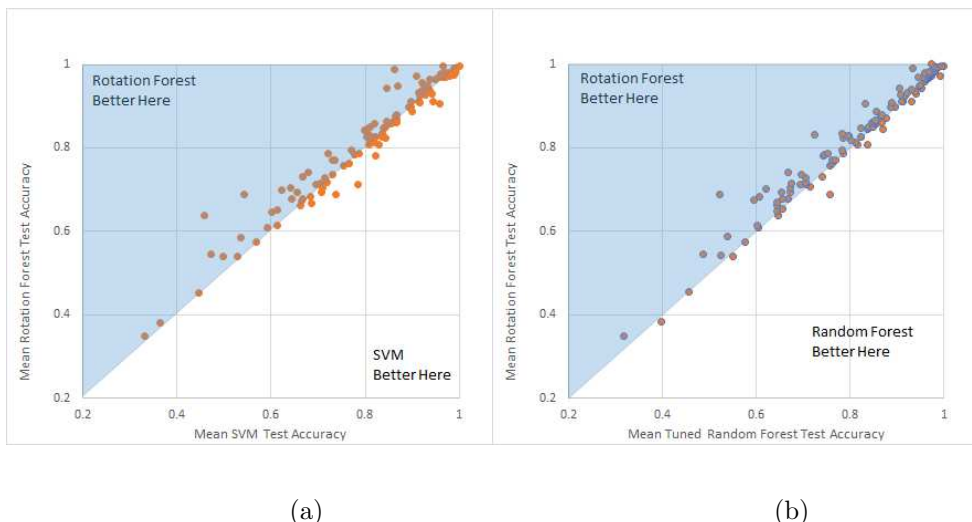 Rotation Forest
Better Here
SVM
Better Here
Mean Rotation Forest Test Accuracy
1
0.8
0.6
0.4
0.2
0.2 0.4 0.6 0.8 1
Mean SVM Test Accuracy
(a)
Rotation Forest
Better Here
Random Forest
Better Here
Mean Rotation Forest Test Accuracy
1
0.8
0.6
0.4
0.2
0.2 0.4 0.6 0.8 1
Mean Tuned Random Forest Test Accuracy
(b)